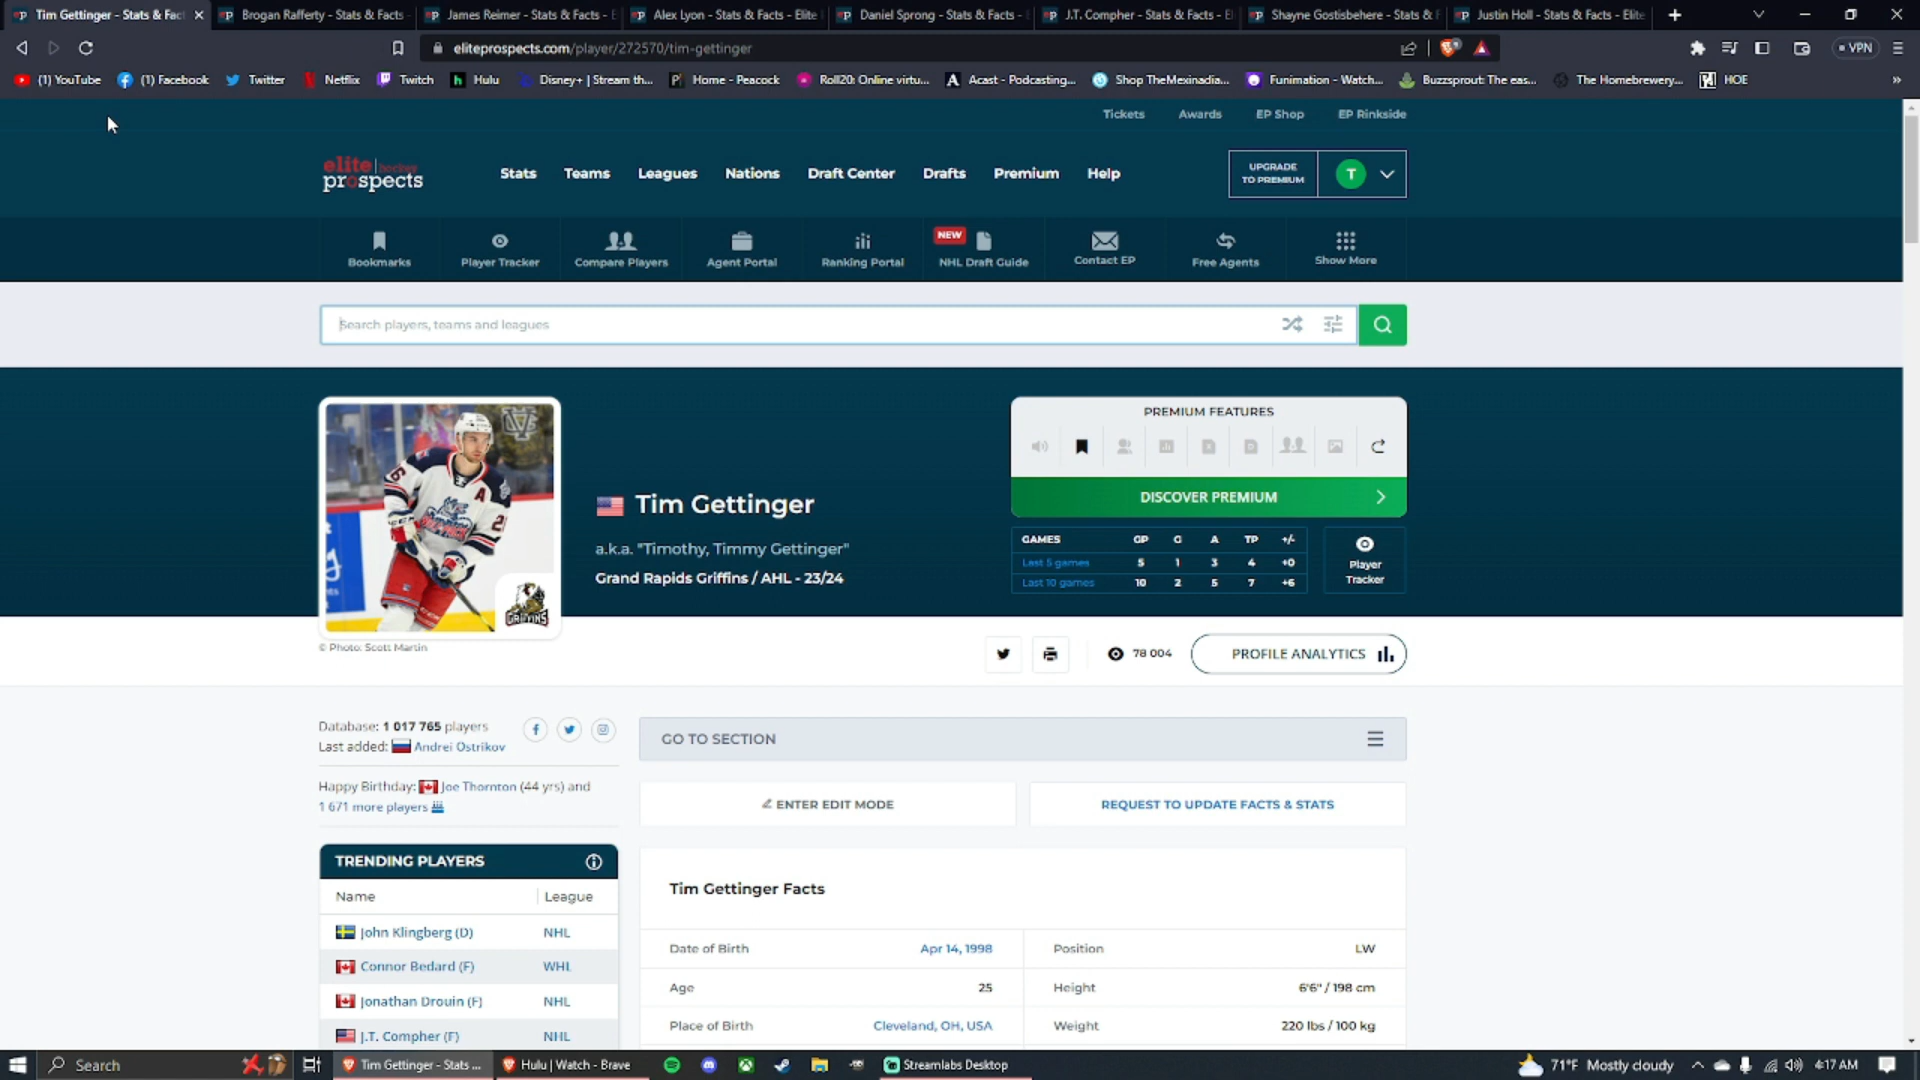 Tim Gettinger - Stats & Fact
Brogan Rafferty - Stats & Facts
James Reimer - Stats & Facts - E
Alex Lyon - Stats & Facts - Elite
Daniel Sprong - Stats & Facts -
J.T. Compher - Stats & Facts - El
Shayne Gostisbehere - Stats & F
Justin Holl - Stats & Facts - Elite
eliteprospects.com/player/272570/tim-gettinger
VPN
(1) YouTube
(1) Facebook
Twitter
Netflix
Twitch
Hulu
Disney+ | Stream th...
Home - Peacock
Roll20: Online virtu...
Acast - Podcasting...
Shop TheMexinadia...
Funimation - Watch...
Buzzsprout: The eas...
The Homebrewery...
HOE
Tickets
Awards
EP Shop
EP Rinkside
elite hockey
prospects
Stats
Teams
Leagues
Nations
Draft Center
Drafts
Premium
Help
UPGRADE
TO PREMIUM
T
Bookmarks
Player Tracker
Compare Players
Agent Portal
Ranking Portal
NEW
NHL Draft Guide
Contact EP
Free Agents
Show More
Search players, teams and leagues
Tim Gettinger
a.k.a. "Timothy, Timmy Gettinger"
Grand Rapids Griffins / AHL - 23/24
GRIFFINS
© Photo: Scott Martin
PREMIUM FEATURES
DISCOVER PREMIUM
GAMES GP G A TP +/-
Last 5 games 5 1 3 4 +0
Last 10 games 10 2 5 7 +6
Player
Tracker
78 004
PROFILE ANALYTICS
Database: 1 017 765 players
Last added: Andrei Ostrikov
Happy Birthday: Joe Thornton (44 yrs) and
1 671 more players
TRENDING PLAYERS
Name League
John Klingberg (D) NHL
Connor Bedard (F) WHL
Jonathan Drouin (F) NHL
J.T. Compher (F) NHL
GO TO SECTION
ENTER EDIT MODE
REQUEST TO UPDATE FACTS & STATS
Tim Gettinger Facts
Date of Birth Apr 14, 1998
Position LW
Age 25
Height 6'6" / 198 cm
Place of Birth Cleveland, OH, USA
Weight 220 lbs / 100 kg
Search
Tim Gettinger - Stats ...
Hulu | Watch - Brave
Streamlabs Desktop
71°F Mostly cloudy
4:17 AM